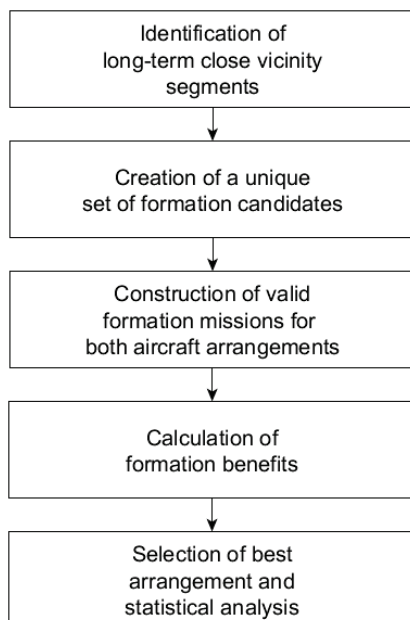 Identification of
long-term close vicinity
segments
Creation of a unique
set of formation candidates
Construction of valid
formation missions for
both aircraft arrangements
Calculation of
formation benefits
Selection of best
arrangement and
statistical analysis